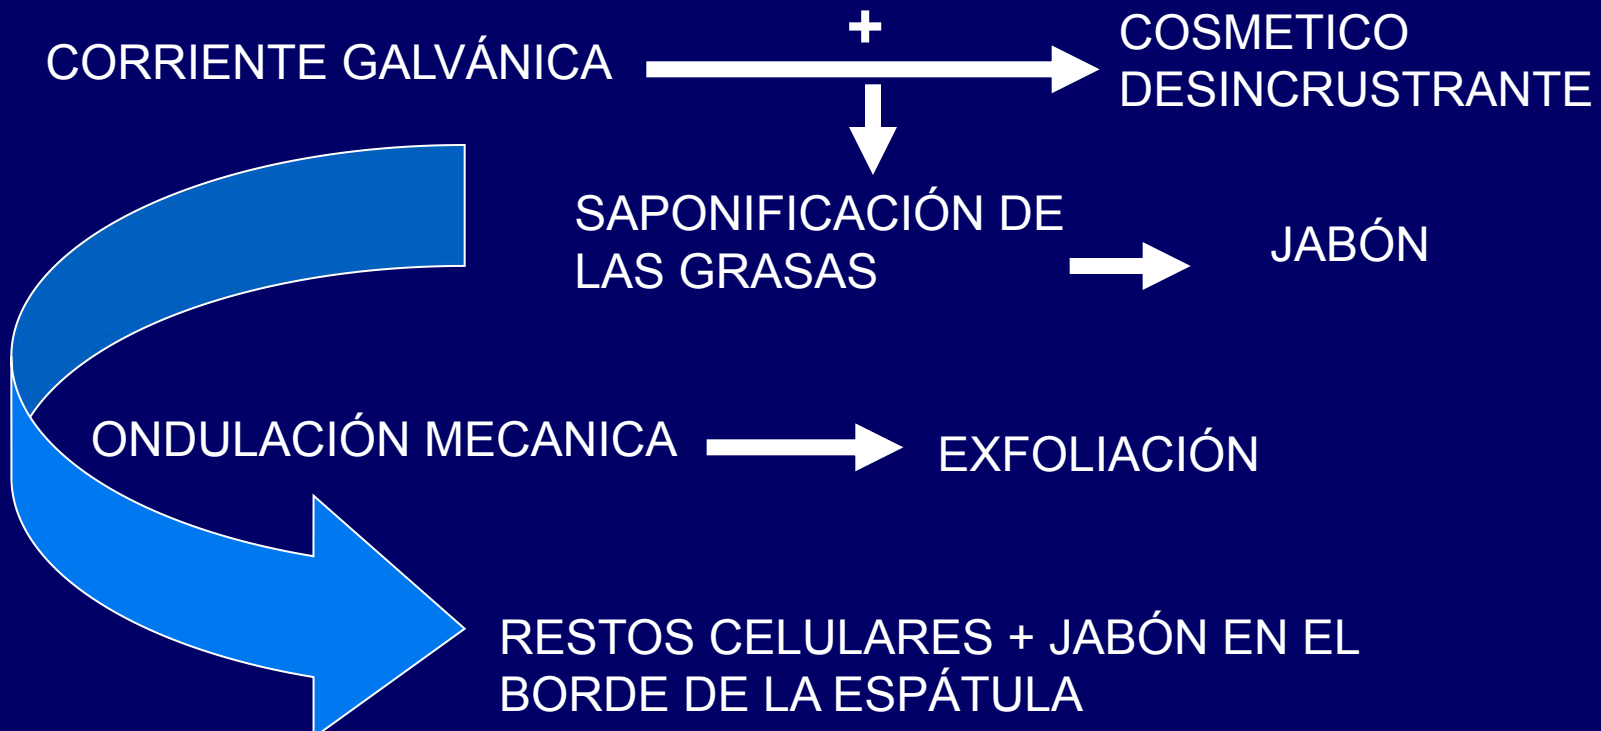 CORRIENTE GALVÁNICA
+
COSMETICO
DESINCRUSTRANTE
SAPONIFICACIÓN DE
LAS GRASAS
JABÓN
ONDULACIÓN MECANICA
EXFOLIACIÓN
RESTOS CELULARES + JABÓN EN EL
BORDE DE LA ESPÁTULA